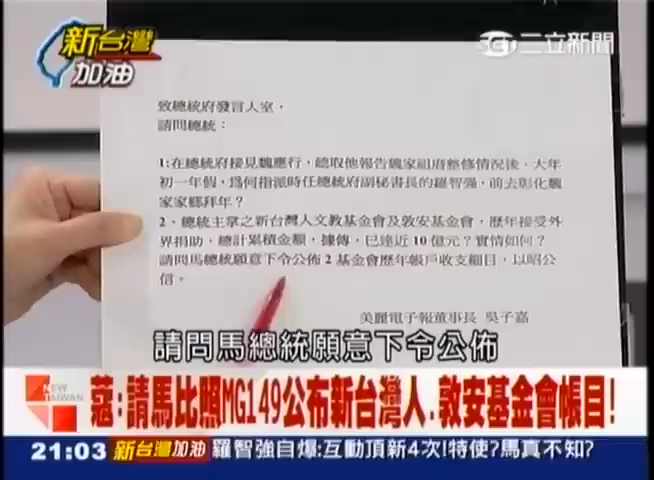 新台灣
加油
SET 三立新聞
致總統府發言人室，
請問總統：
1:在總統府接見魏應行，聽取他報告魏家祖府整修情況後，大年
初一年假，為何指派時任總統府副秘書長的羅智強，前去彰化魏
家家鄉拜年？
2、總統主掌之新台灣人文教基金會及敦安基金會，歷年接受外
界捐助，總計累積金額，據傳，已達近10億元？實情如何？
請問馬總統願意下令公佈2基金會歷年帳戶收支細目，以昭公
信。
美麗電子報董事長 吳子嘉
請問馬總統願意下令公佈
NEW
TAIWAN
蔻:請馬比照MG149公布新台灣人.敦安基金會帳目!
21:03 新台灣加油 羅智強自爆:互動頂新4次!特使?馬真不知?